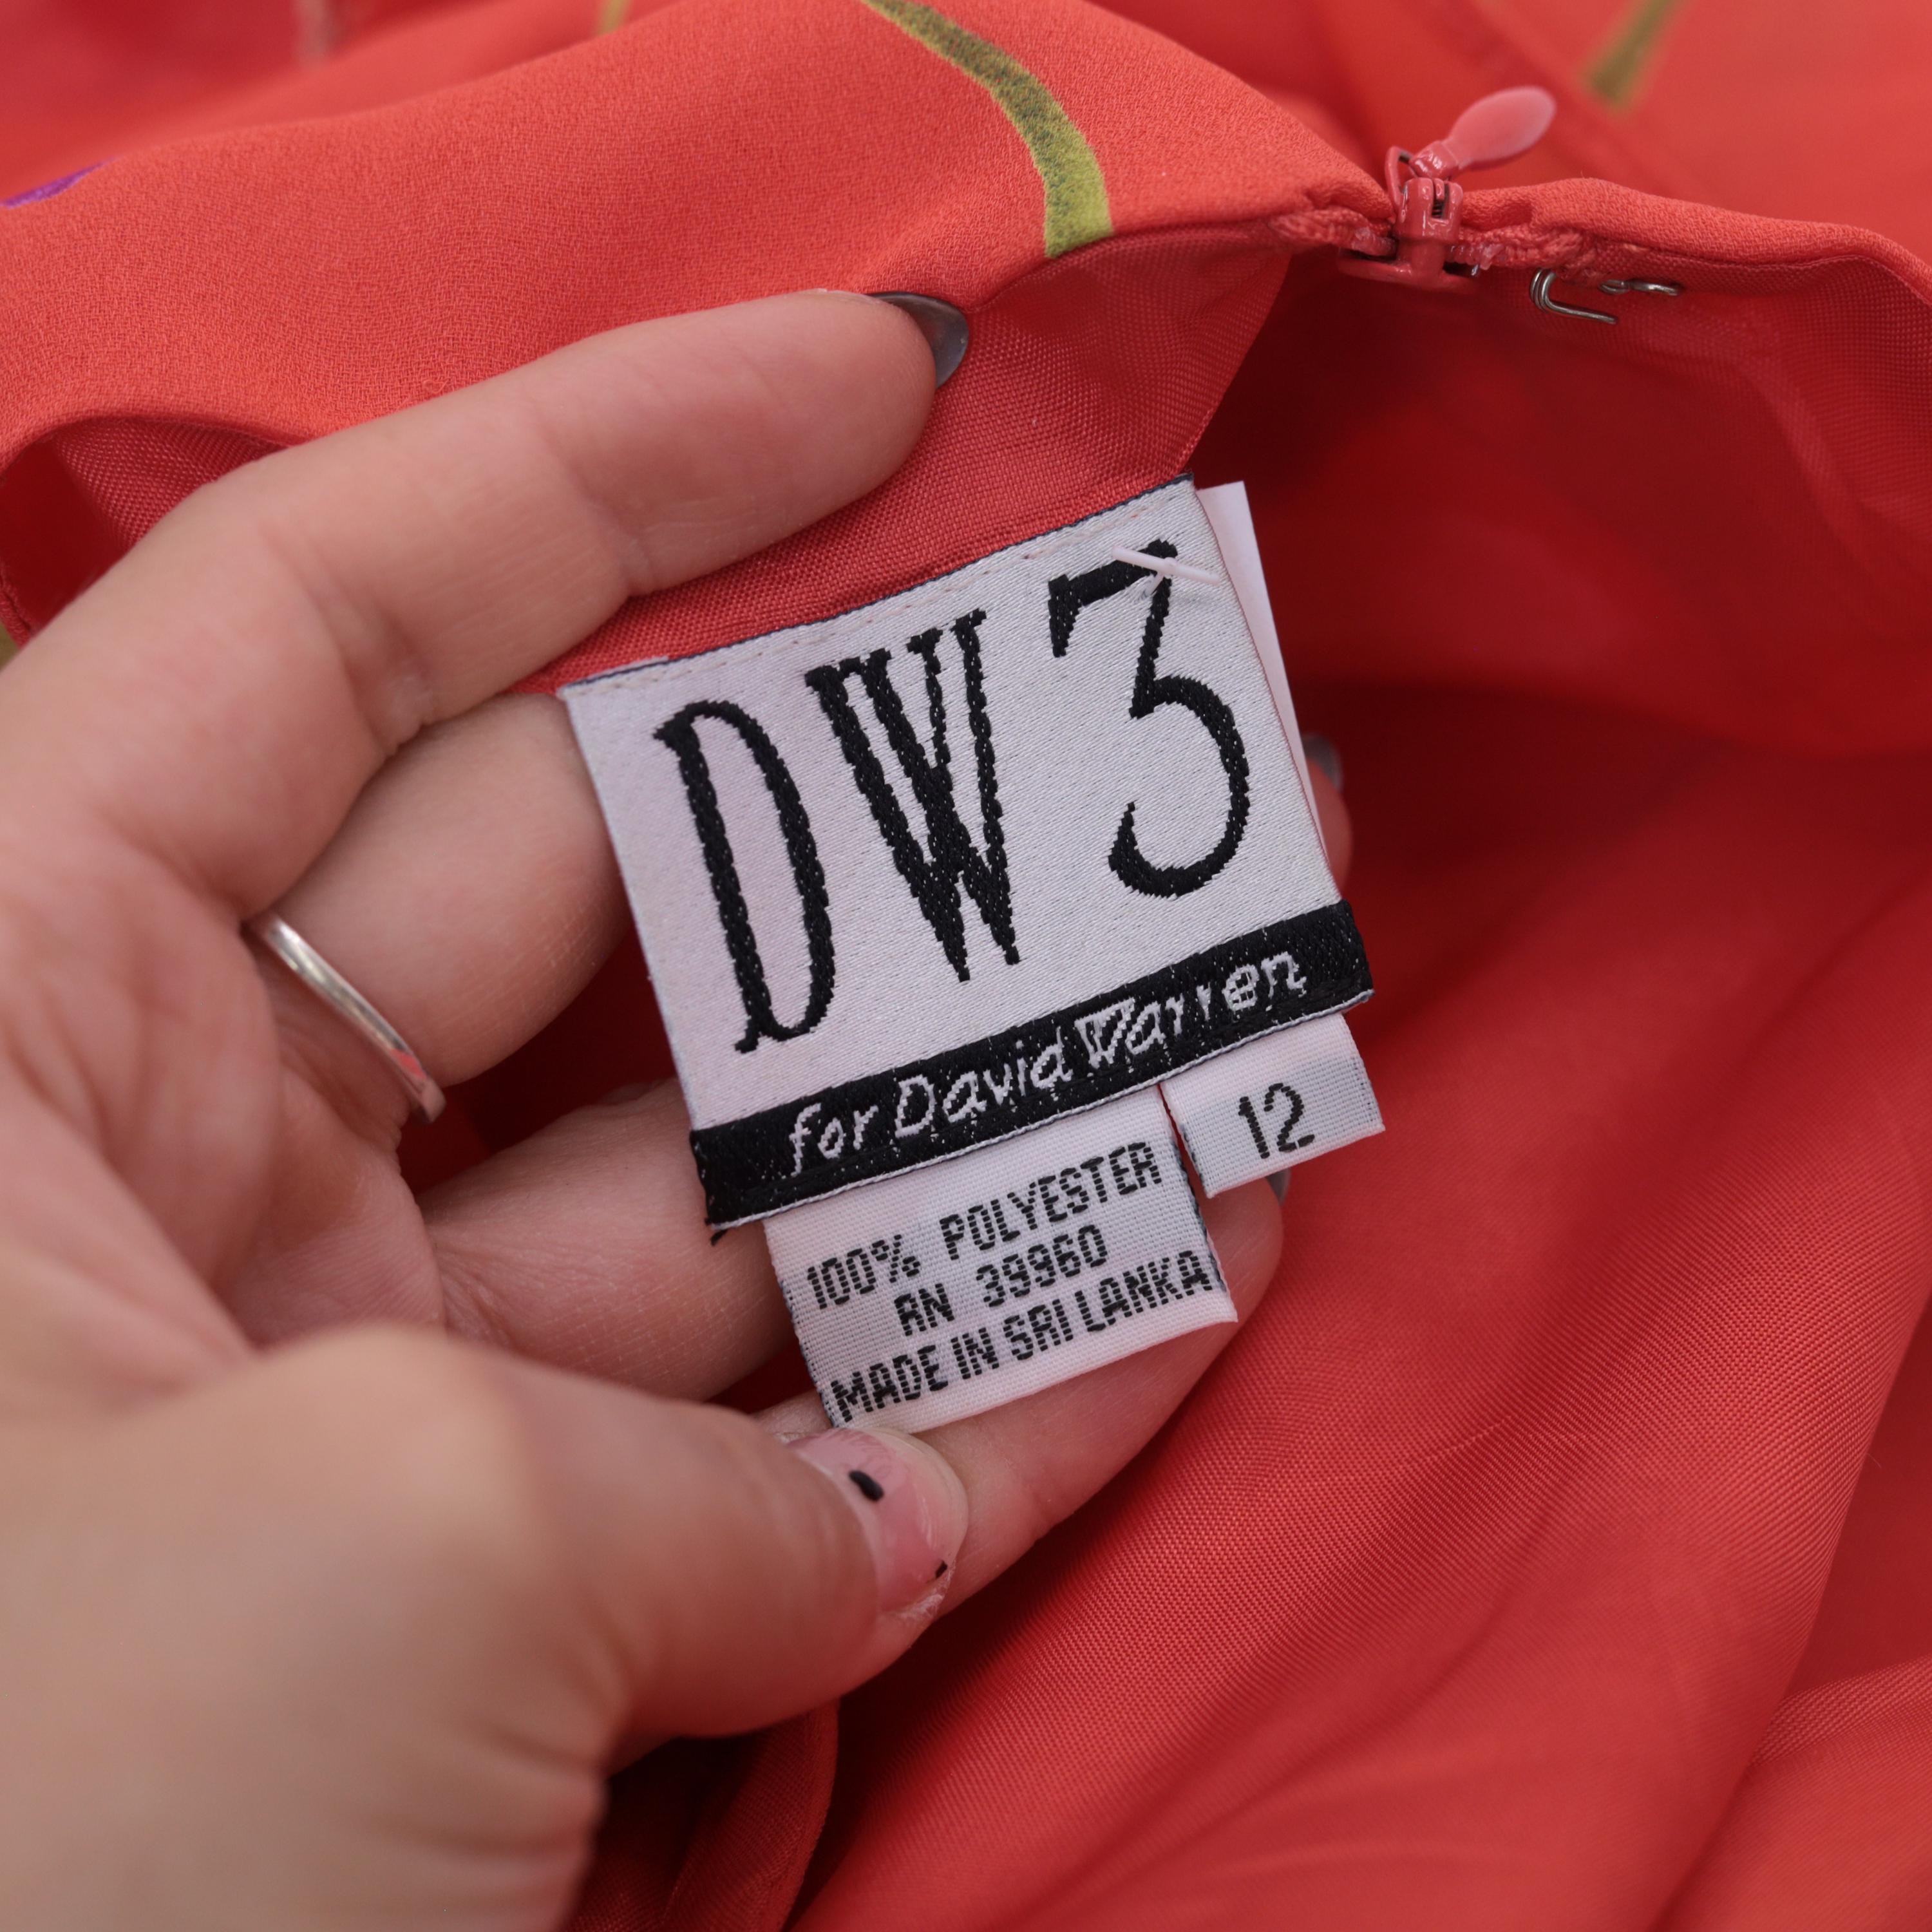 DW3
for David Warren
12
100% POLYESTER
RN 39960
MADE IN SRI LANKA